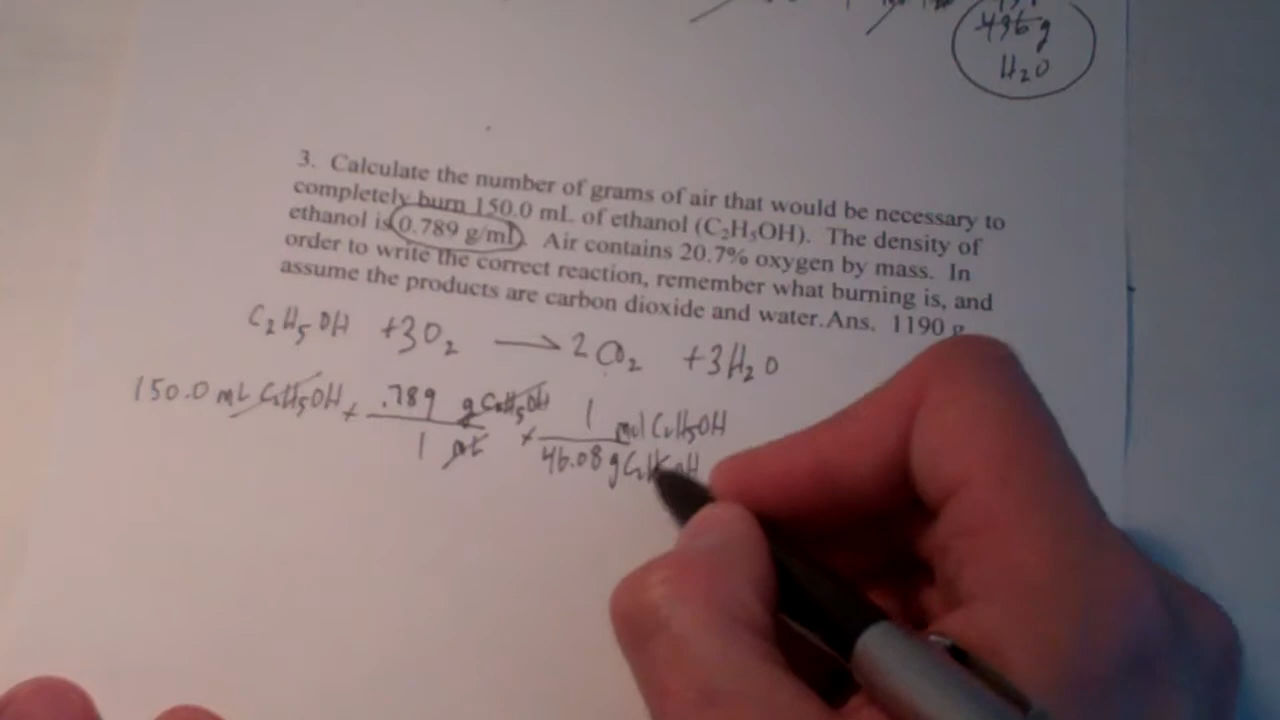 496 g
H₂O
3. Calculate the number of grams of air that would be necessary to
completely burn 150.0 mL of ethanol (C₂H₅OH). The density of
ethanol is 0.789 g/ml. Air contains 20.7% oxygen by mass. In
order to write the correct reaction, remember what burning is, and
assume the products are carbon dioxide and water. Ans. 1190 g
C₂H₅OH +3O₂ → 2CO₂ +3H₂O
150.0 mL C₂H₅OH x .789 g C₂H₅OH x 1 mol C₂H₅OH
1 mL 46.08 g C₂H₅OH